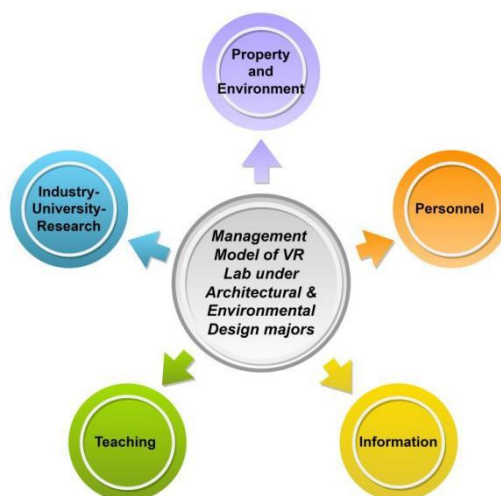 Property
and
Environment
Industry-
University-
Research
Personnel
Management
Model of VR
Lab under
Architectural &
Environmental
Design majors
Teaching
Information